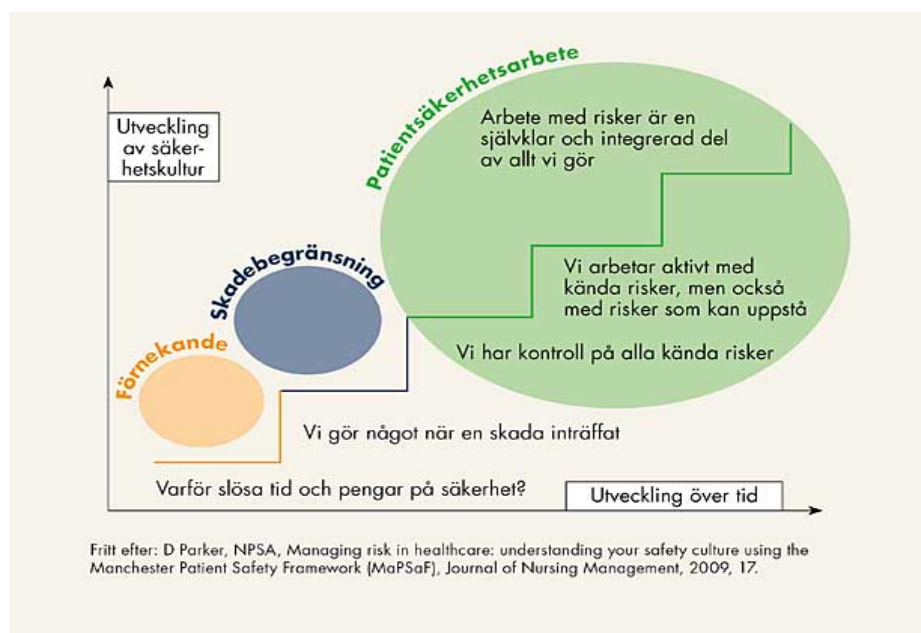 Patientsäkerhetsarbete
Utveckling
av säker-
hetskultur
Arbete med risker är en
självklar och integrerad del
av allt vi gör
Skadebegränsning
Vi arbetar aktivt med
kända risker, men också
med risker som kan uppstå
Förnekande
Vi har kontroll på alla kända risker
Vi gör något när en skada inträffat
Varför slösa tid och pengar på säkerhet?
Utveckling över tid
Fritt efter: D Parker, NPSA, Managing risk in healthcare: understanding your safety culture using the
Manchester Patient Safety Framework (MaPSaF), Journal of Nursing Management, 2009, 17.